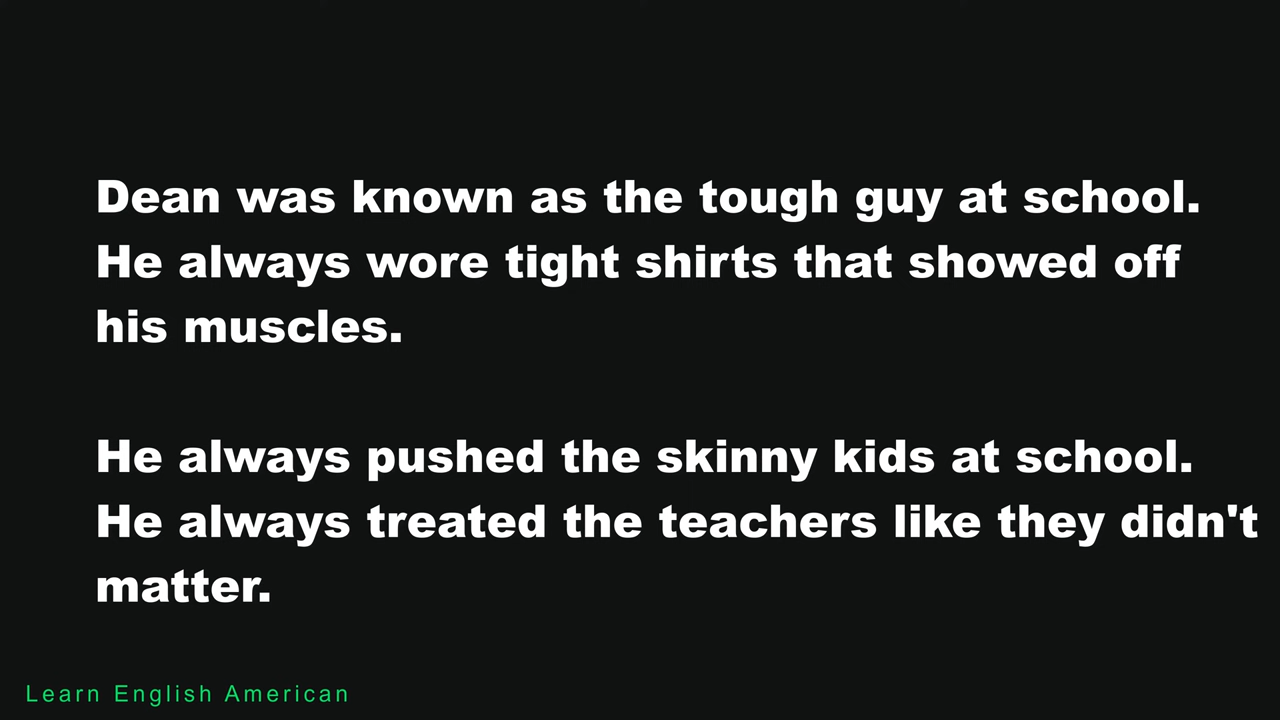 Dean was known as the tough guy at school.
He always wore tight shirts that showed off
his muscles.
He always pushed the skinny kids at school.
He always treated the teachers like they didn't
matter.
Learn English American